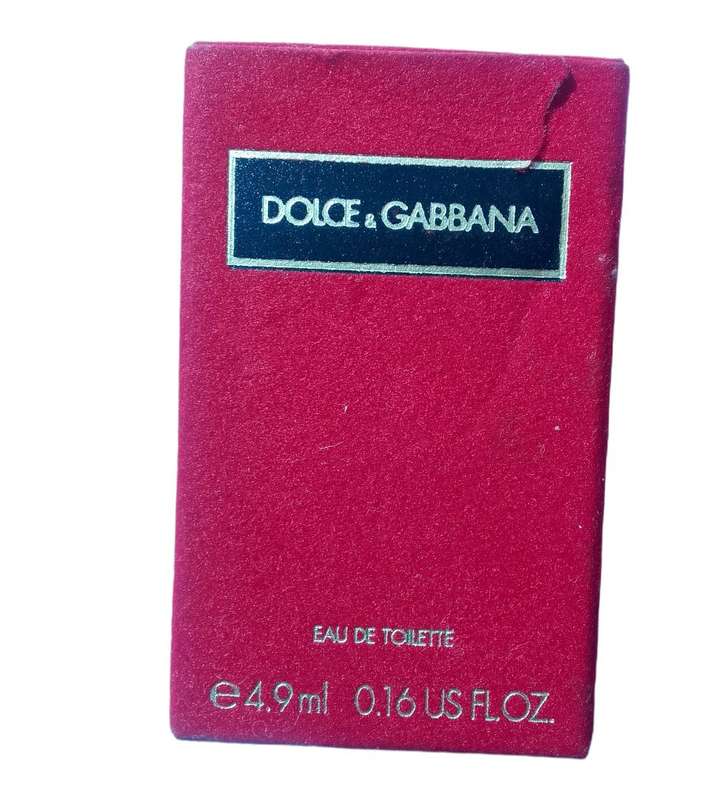 DOLCE & GABBANA
EAU DE TOILETTE
℮4.9ml 0.16 US FL.OZ.